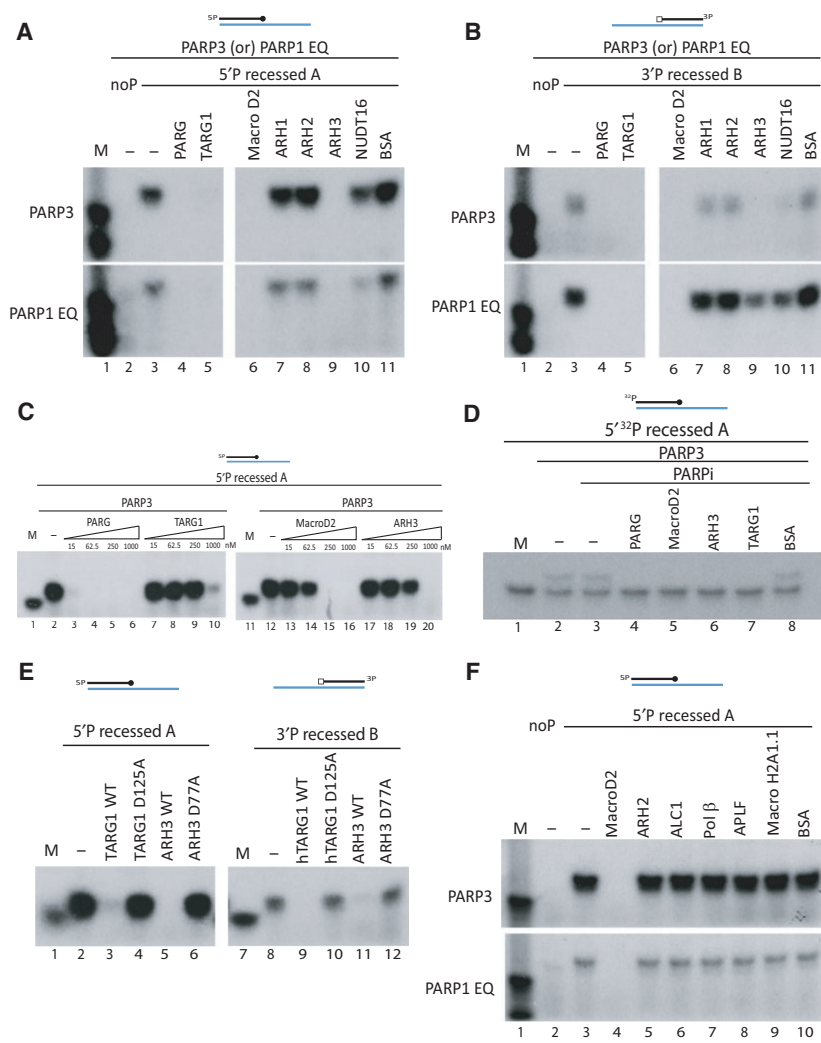 A
5P
PARP3 (or) PARP1 EQ
noP
5′P recessed A
M
–
–
PARG
TARG1
Macro D2
ARH1
ARH2
ARH3
NUDT16
BSA
PARP3
PARP1 EQ
1 2 3 4 5 6 7 8 9 10 11
B
3P
PARP3 (or) PARP1 EQ
noP
3′P recessed B
M
–
–
PARG
TARG1
Macro D2
ARH1
ARH2
ARH3
NUDT16
BSA
PARP3
PARP1 EQ
1 2 3 4 5 6 7 8 9 10 11
C
5P
5′P recessed A
PARP3
PARP3
PARG
TARG1
MacroD2
ARH3
M – 15 62.5 250 1000 15 62.5 250 1000 nM
M – 15 62.5 250 1000 15 62.5 250 1000 nM
1 2 3 4 5 6 7 8 9 10
11 12 13 14 15 16 17 18 19 20
D
32P
5′32P recessed A
PARP3
PARPi
M
–
–
PARG
MacroD2
ARH3
TARG1
BSA
1 2 3 4 5 6 7 8
E
5P
5′P recessed A
M
–
TARG1 WT
TARG1 D125A
ARH3 WT
ARH3 D77A
1 2 3 4 5 6
3P
3′P recessed B
M
–
hTARG1 WT
hTARG1 D125A
ARH3 WT
ARH3 D77A
7 8 9 10 11 12
F
5P
noP
5′P recessed A
M
–
–
MacroD2
ARH2
ALC1
Pol β
APLF
Macro H2A1.1
BSA
PARP3
PARP1 EQ
1 2 3 4 5 6 7 8 9 10